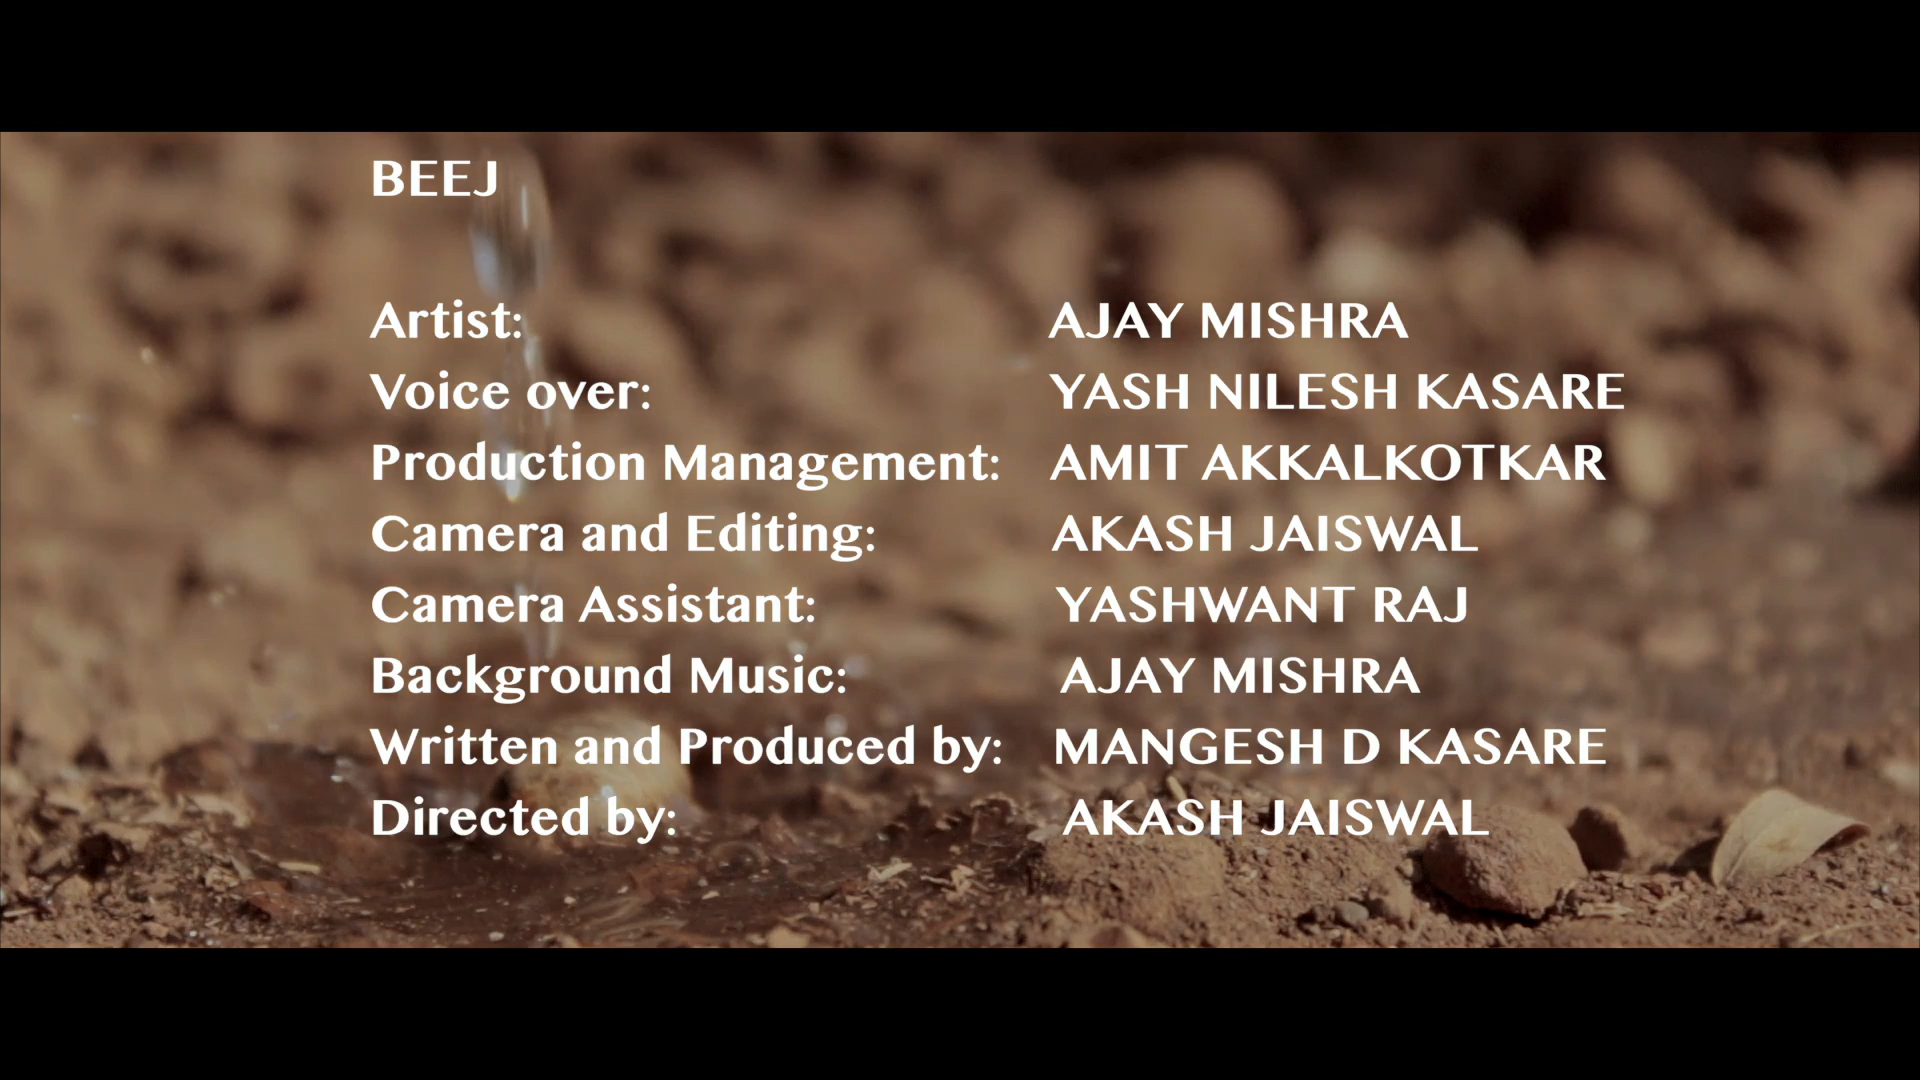 BEEJ
Artist: AJAY MISHRA
Voice over: YASH NILESH KASARE
Production Management: AMIT AKKALKOTKAR
Camera and Editing: AKASH JAISWAL
Camera Assistant: YASHWANT RAJ
Background Music: AJAY MISHRA
Written and Produced by: MANGESH D KASARE
Directed by: AKASH JAISWAL